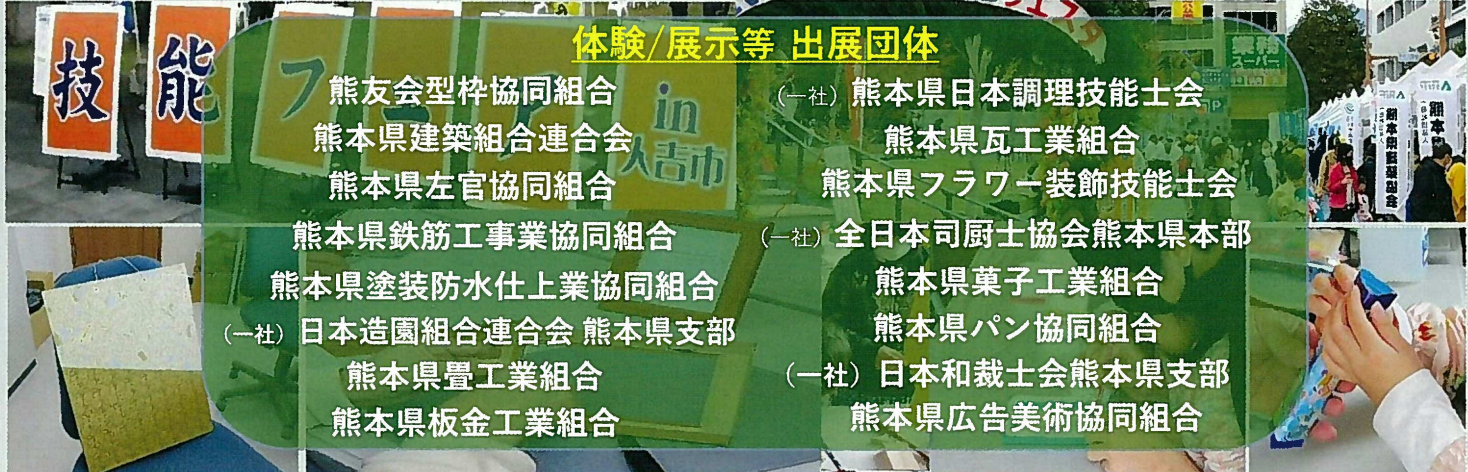 体験/展示等 出展団体
熊友会型枠協同組合
熊本県建築組合連合会
熊本県左官協同組合
熊本県鉄筋工事業協同組合
熊本県塗装防水仕上業協同組合
(一社)日本造園組合連合会 熊本県支部
熊本県畳工業組合
熊本県板金工業組合
(一社)熊本県日本調理技能士会
熊本県瓦工業組合
熊本県フラワー装飾技能士会
(一社)全日本司厨士協会熊本県本部
熊本県菓子工業組合
熊本県パン協同組合
(一社)日本和裁士会熊本県支部
熊本県広告美術協同組合
技能フェア
in
人吉市
業務
スーパー